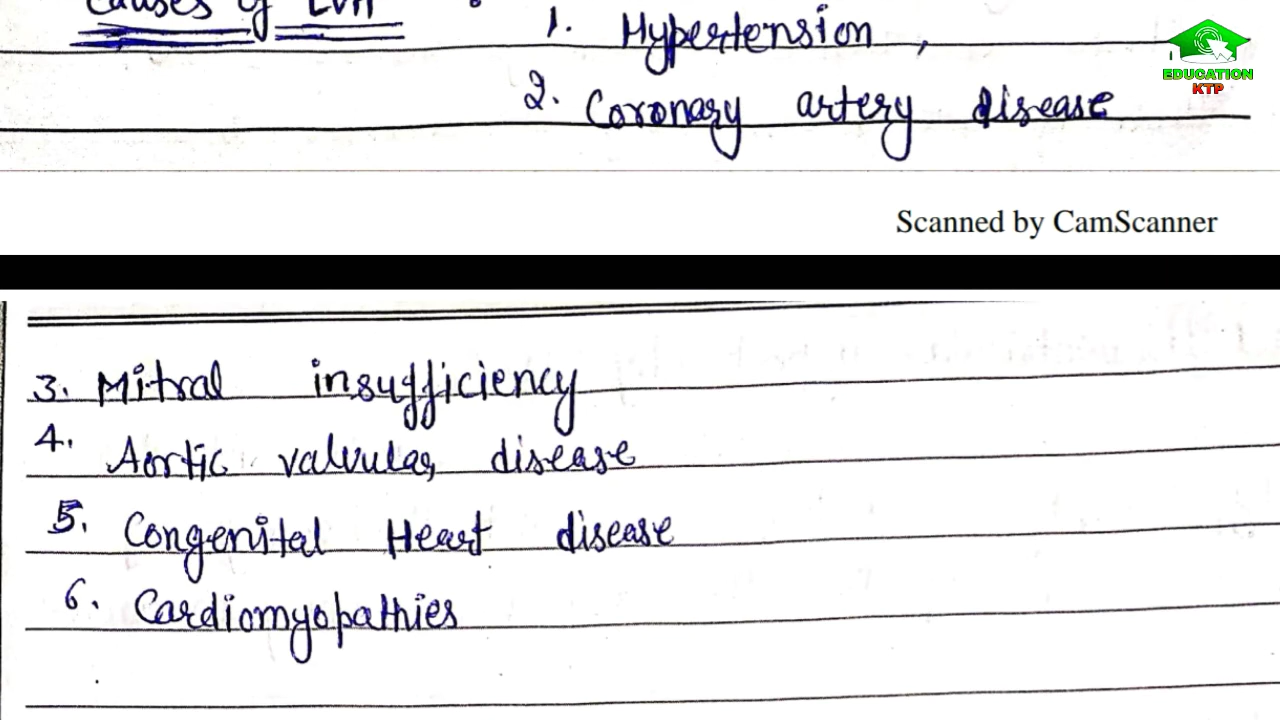 Causes of LVH :
1. Hypertension,
2. Coronary artery disease
EDUCATION
KTP
Scanned by CamScanner
3. Mitral insufficiency
4. Aortic valvular disease
5. Congenital Heart disease
6. Cardiomyopathies